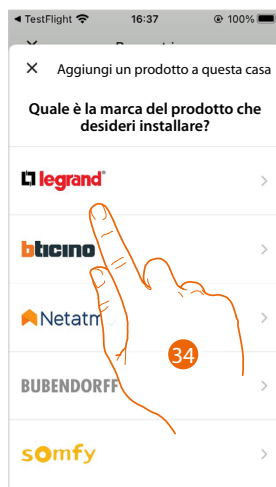 ◀ TestFlight 16:37 100%
× Aggiungi un prodotto a questa casa
Quale è la marca del prodotto che
desideri installare?
legrand®
bticino
Netatm
34
BUBENDORFF
somfy